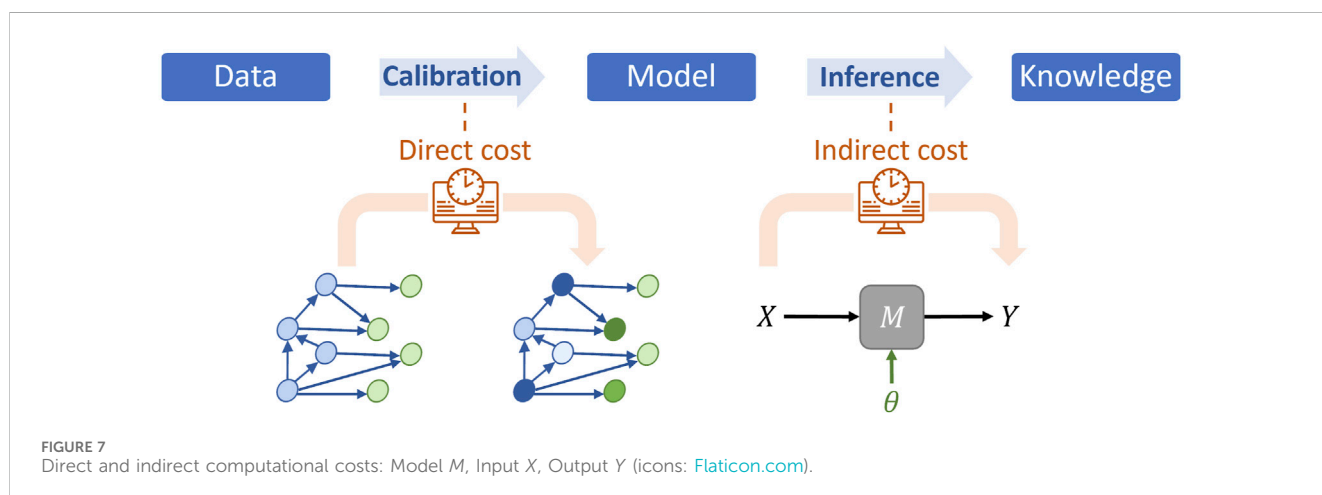 Data Calibration Model Inference Knowledge
Direct cost Indirect cost
X M Y
θ
FIGURE 7
Direct and indirect computational costs: Model M, Input X, Output Y (icons: Flaticon.com).